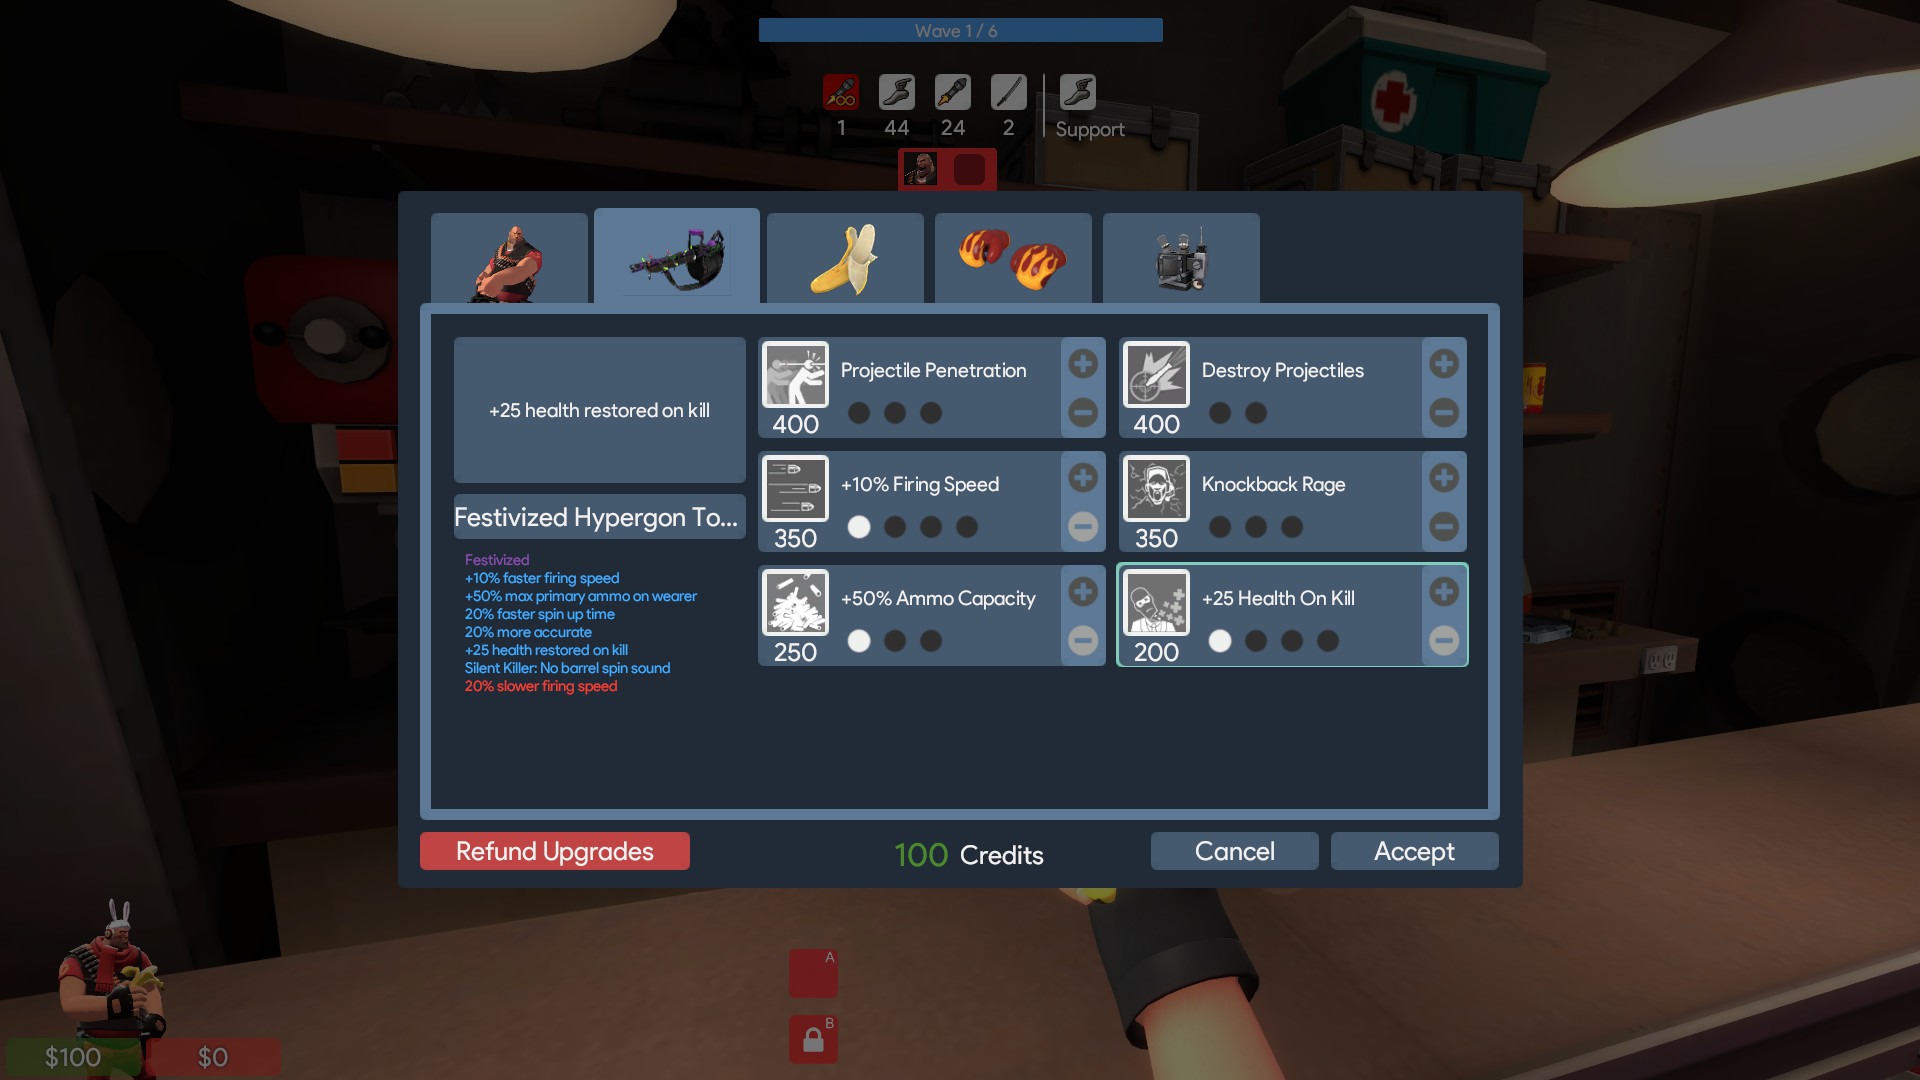 Wave 1 / 6
1
44
24
2
Support
+25 health restored on kill
Festivized Hypergon To...
Festivized
+10% faster firing speed
+50% max primary ammo on wearer
20% faster spin up time
20% more accurate
+25 health restored on kill
Silent Killer: No barrel spin sound
20% slower firing speed
Projectile Penetration
400
Destroy Projectiles
400
+10% Firing Speed
350
Knockback Rage
350
+50% Ammo Capacity
250
+25 Health On Kill
200
Refund Upgrades
100 Credits
Cancel
Accept
A
B
$100
$0